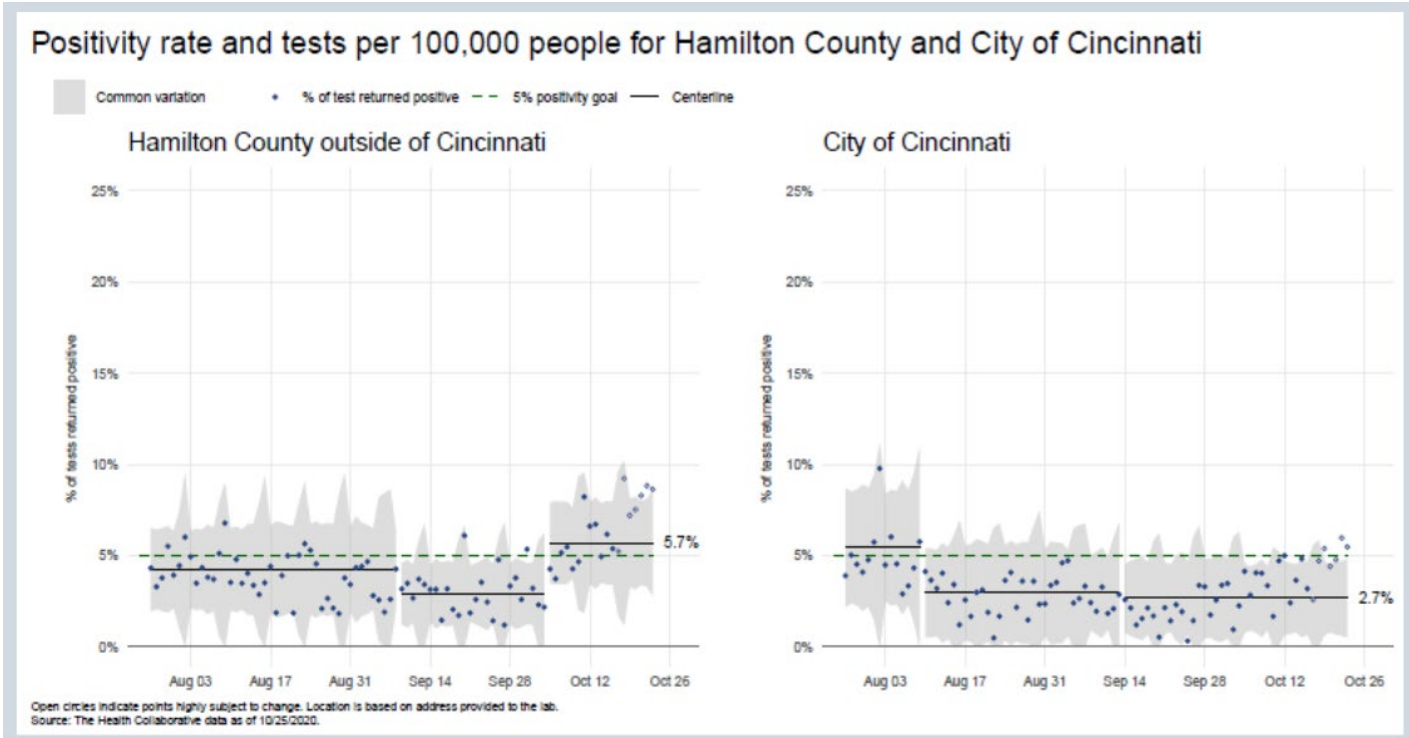 Positivity rate and tests per 100,000 people for Hamilton County and City of Cincinnati
Common variation % of test returned positive 5% positivity goal Centerline
Hamilton County outside of Cincinnati
25%
20%
15%
10%
5%
0%
% of tests returned positive
5.7%
Aug 03 Aug 17 Aug 31 Sep 14 Sep 28 Oct 12 Oct 26
City of Cincinnati
25%
20%
15%
10%
5%
0%
% of tests returned positive
2.7%
Aug 03 Aug 17 Aug 31 Sep 14 Sep 28 Oct 12 Oct 26
Open circles indicate points highly subject to change. Location is based on address provided to the lab.
Source: The Health Collaborative data as of 10/25/2020.